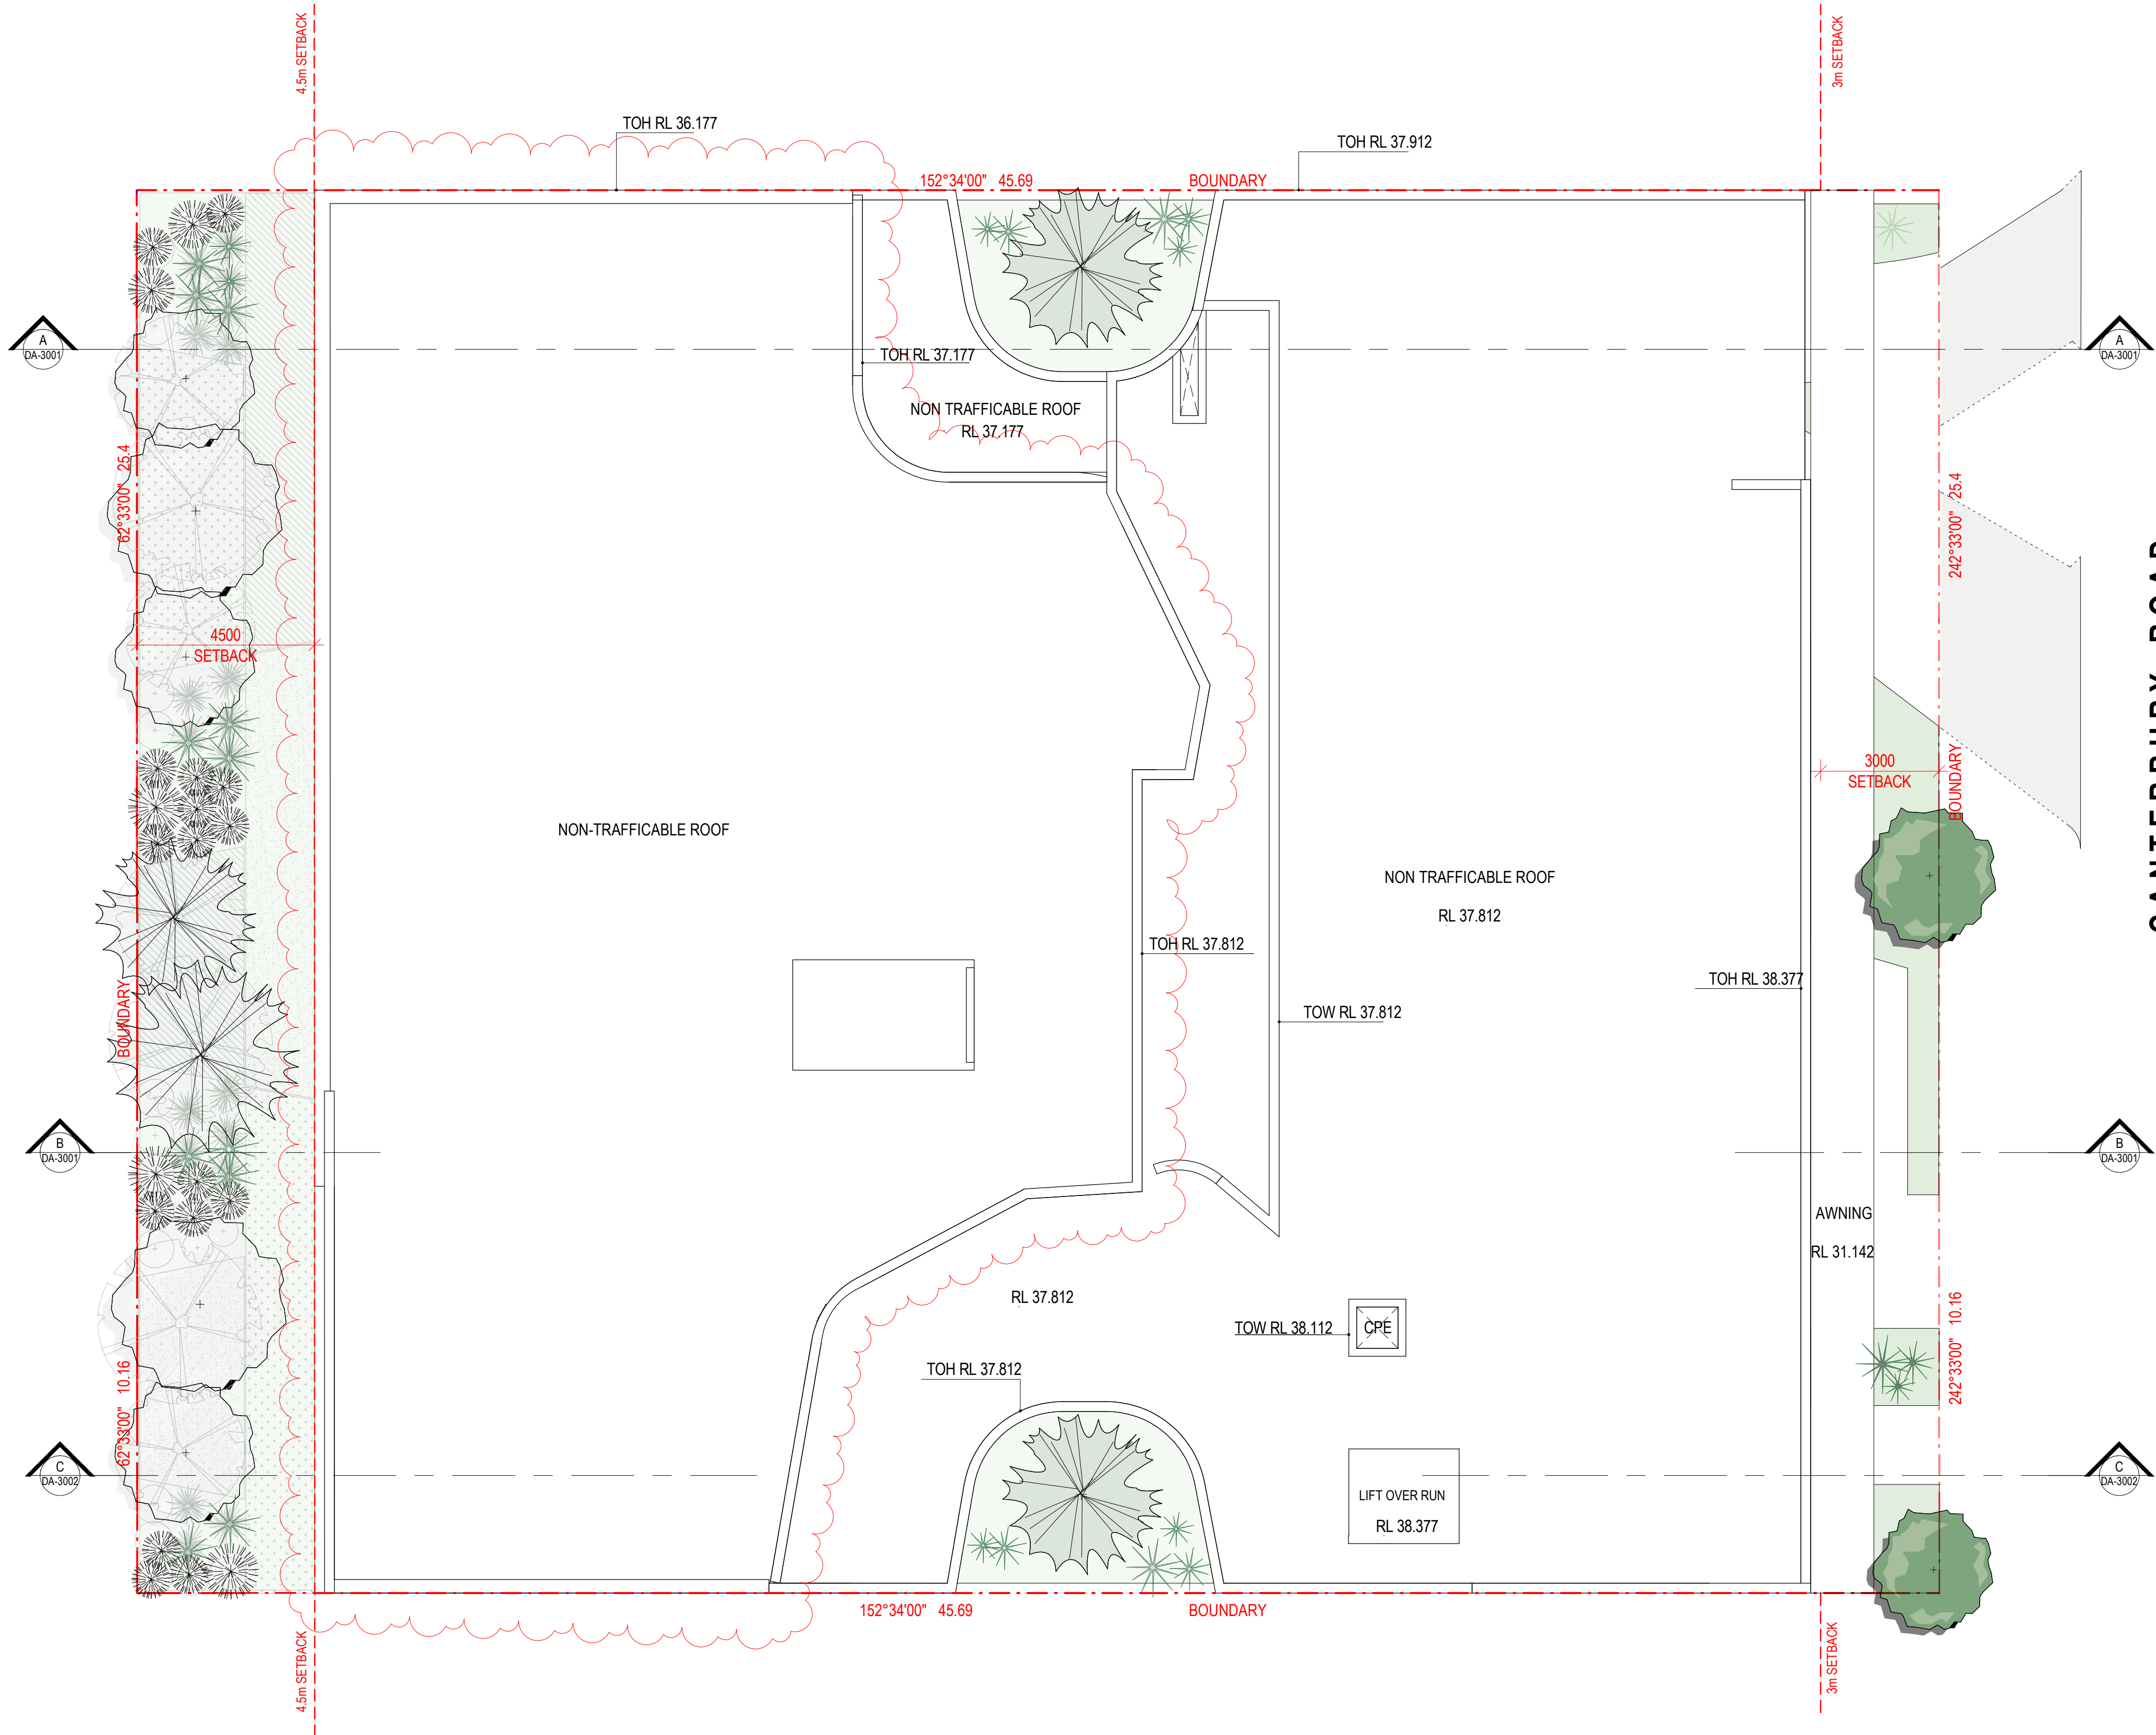 4.5m SETBACK
3m SETBACK
TOH RL 36.177
TOH RL 37.912
152°34'00" 45.69
BOUNDARY
A
DA-3001
A
DA-3001
TOH RL 37.177
NON TRAFFICABLE ROOF
RL 37.177
62°33'00" 25.4
242°33'00" 25.4
CANTERBURY ROAD
4500
SETBACK
3000
SETBACK
BOUNDARY
NON-TRAFFICABLE ROOF
NON TRAFFICABLE ROOF
RL 37.812
TOH RL 37.812
TOH RL 38.377
TOW RL 37.812
BOUNDARY
B
DA-3001
B
DA-3001
AWNING
RL 31.142
RL 37.812
TOW RL 38.112
CPE
TOH RL 37.812
62°33'00" 10.16
242°33'00" 10.16
C
DA-3002
C
DA-3002
LIFT OVER RUN
RL 38.377
152°34'00" 45.69
BOUNDARY
4.5m SETBACK
3m SETBACK